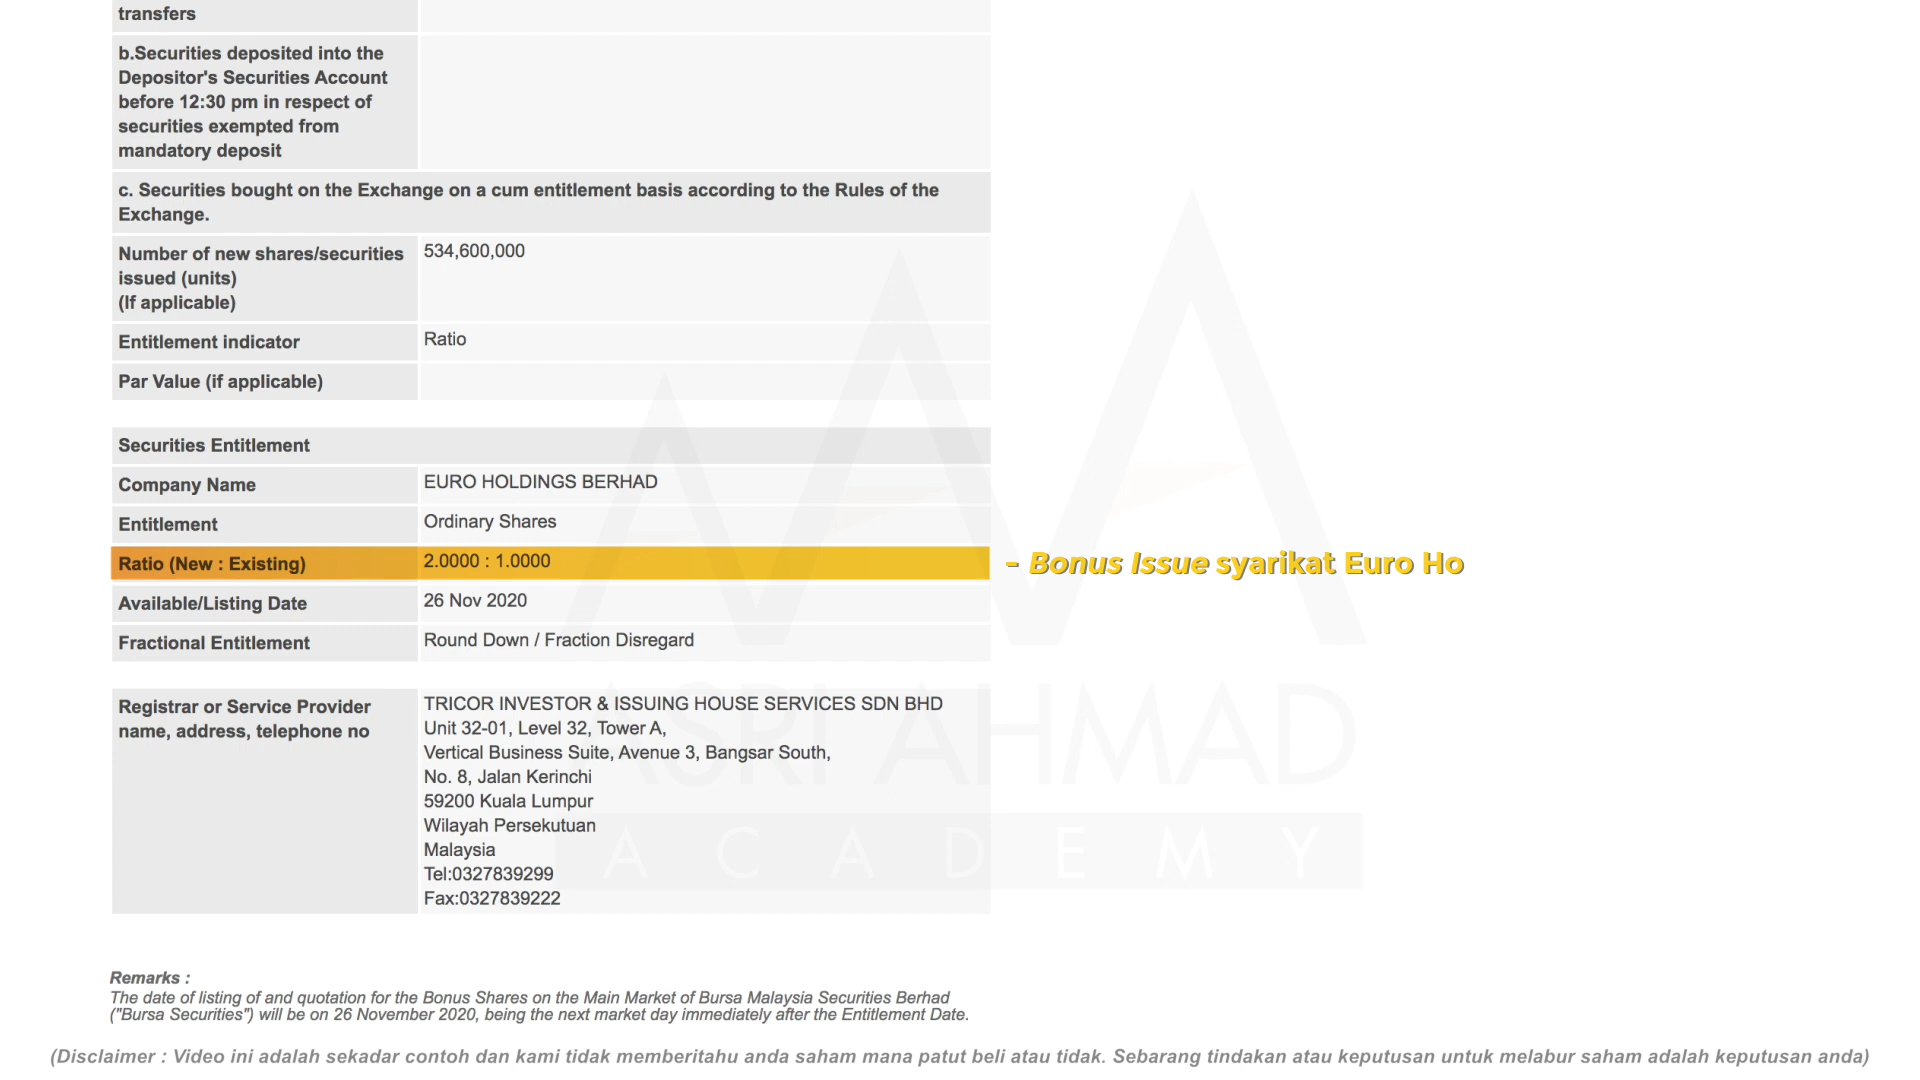 transfers
b.Securities deposited into the
Depositor's Securities Account
before 12:30 pm in respect of
securities exempted from
mandatory deposit
c. Securities bought on the Exchange on a cum entitlement basis according to the Rules of the
Exchange.
Number of new shares/securities 534,600,000
issued (units)
(If applicable)
Entitlement indicator Ratio
Par Value (if applicable)
Securities Entitlement
Company Name EURO HOLDINGS BERHAD
Entitlement Ordinary Shares
Ratio (New : Existing) 2.0000 : 1.0000 – Bonus Issue syarikat Euro Ho
Available/Listing Date 26 Nov 2020
Fractional Entitlement Round Down / Fraction Disregard
Registrar or Service Provider TRICOR INVESTOR & ISSUING HOUSE SERVICES SDN BHD
name, address, telephone no Unit 32-01, Level 32, Tower A,
Vertical Business Suite, Avenue 3, Bangsar South,
No. 8, Jalan Kerinchi
59200 Kuala Lumpur
Wilayah Persekutuan
Malaysia
Tel:0327839299
Fax:0327839222
ASRI AHMAD
ACADEMY
Remarks :
The date of listing of and quotation for the Bonus Shares on the Main Market of Bursa Malaysia Securities Berhad
("Bursa Securities") will be on 26 November 2020, being the next market day immediately after the Entitlement Date.
(Disclaimer : Video ini adalah sekadar contoh dan kami tidak memberitahu anda saham mana patut beli atau tidak. Sebarang tindakan atau keputusan untuk melabur saham adalah keputusan anda)